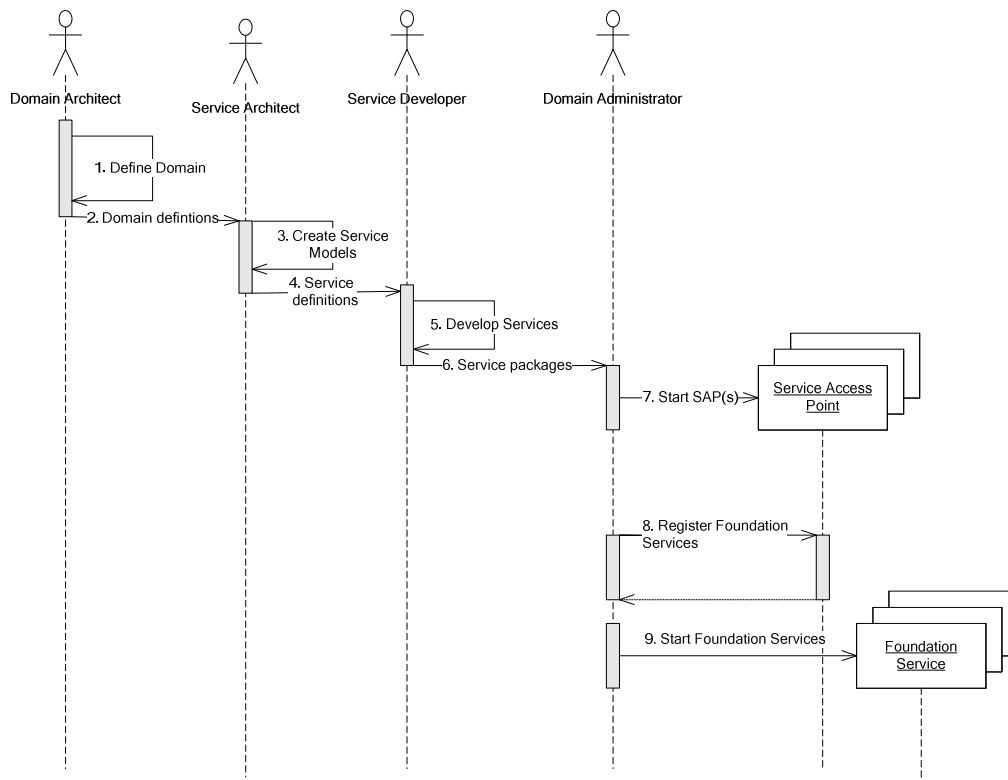 Domain Architect
Service Architect
Service Developer
Domain Administrator
1. Define Domain
2. Domain defintions
3. Create Service
Models
4. Service
definitions
5. Develop Services
6. Service packages
7. Start SAP(s)
Service Access
Point
8. Register Foundation
Services
9. Start Foundation Services
Foundation
Service